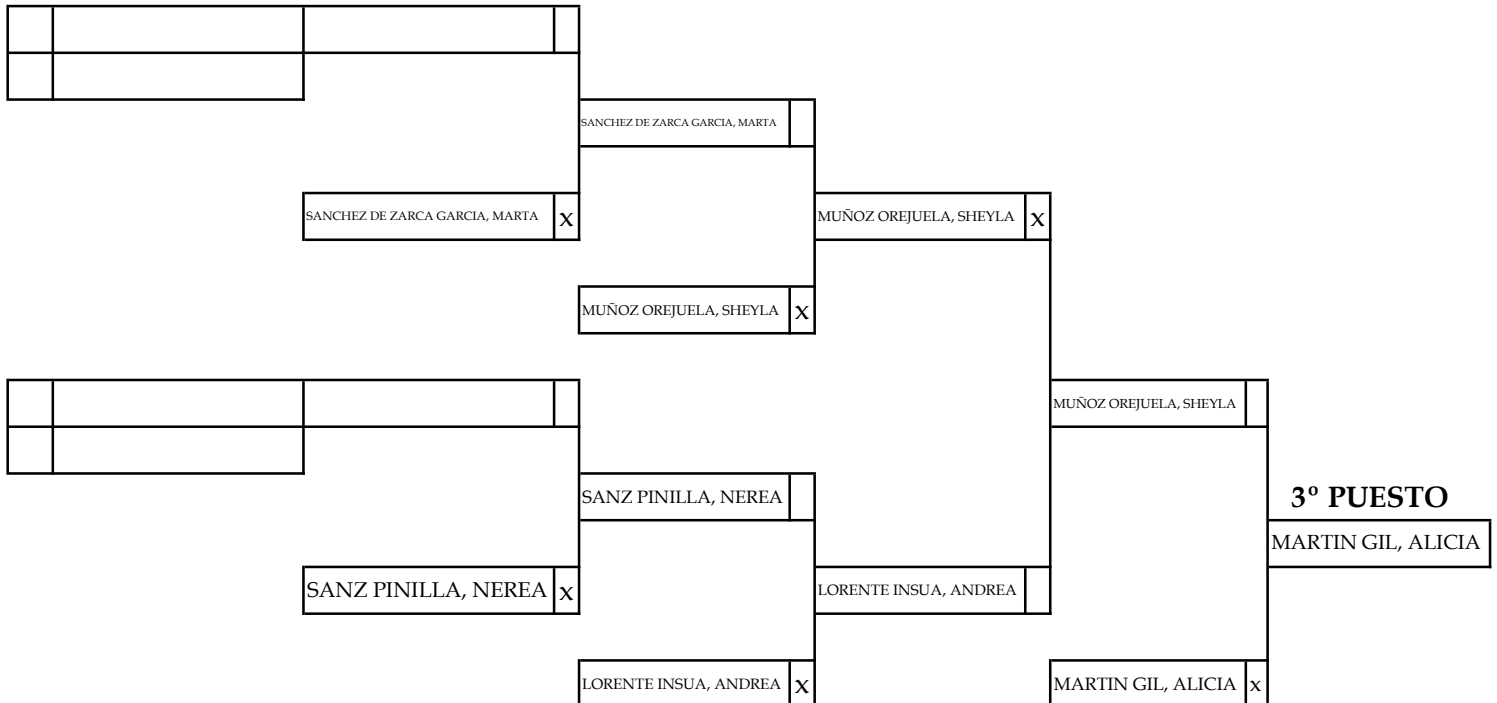 SANCHEZ DE ZARCA GARCIA, MARTA
SANCHEZ DE ZARCA GARCIA, MARTA X
MUÑOZ OREJUELA, SHEYLA X
MUÑOZ OREJUELA, SHEYLA X
MUÑOZ OREJUELA, SHEYLA
SANZ PINILLA, NEREA
3º PUESTO
MARTIN GIL, ALICIA
SANZ PINILLA, NEREA X
LORENTE INSUA, ANDREA
LORENTE INSUA, ANDREA X
MARTIN GIL, ALICIA x